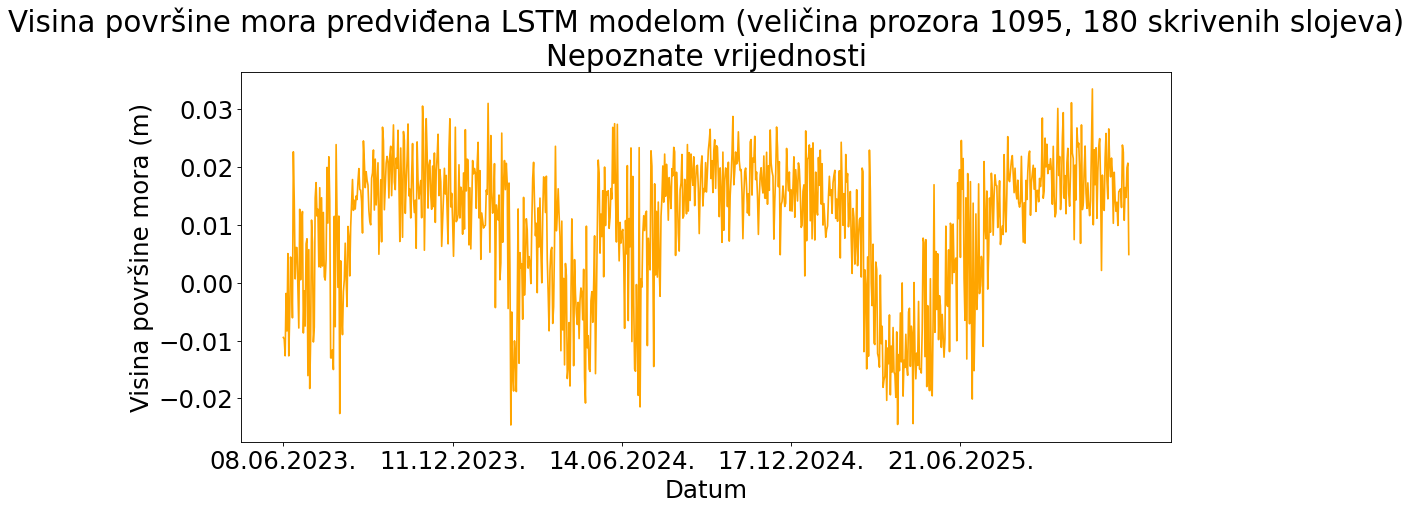 Visina površine mora predviđena LSTM modelom (veličina prozora 1095, 180 skrivenih slojeva)
Nepoznate vrijednosti
Visina površine mora (m)
0.03
0.02
0.01
0.00
−0.01
−0.02
08.06.2023. 11.12.2023. 14.06.2024. 17.12.2024. 21.06.2025.
Datum